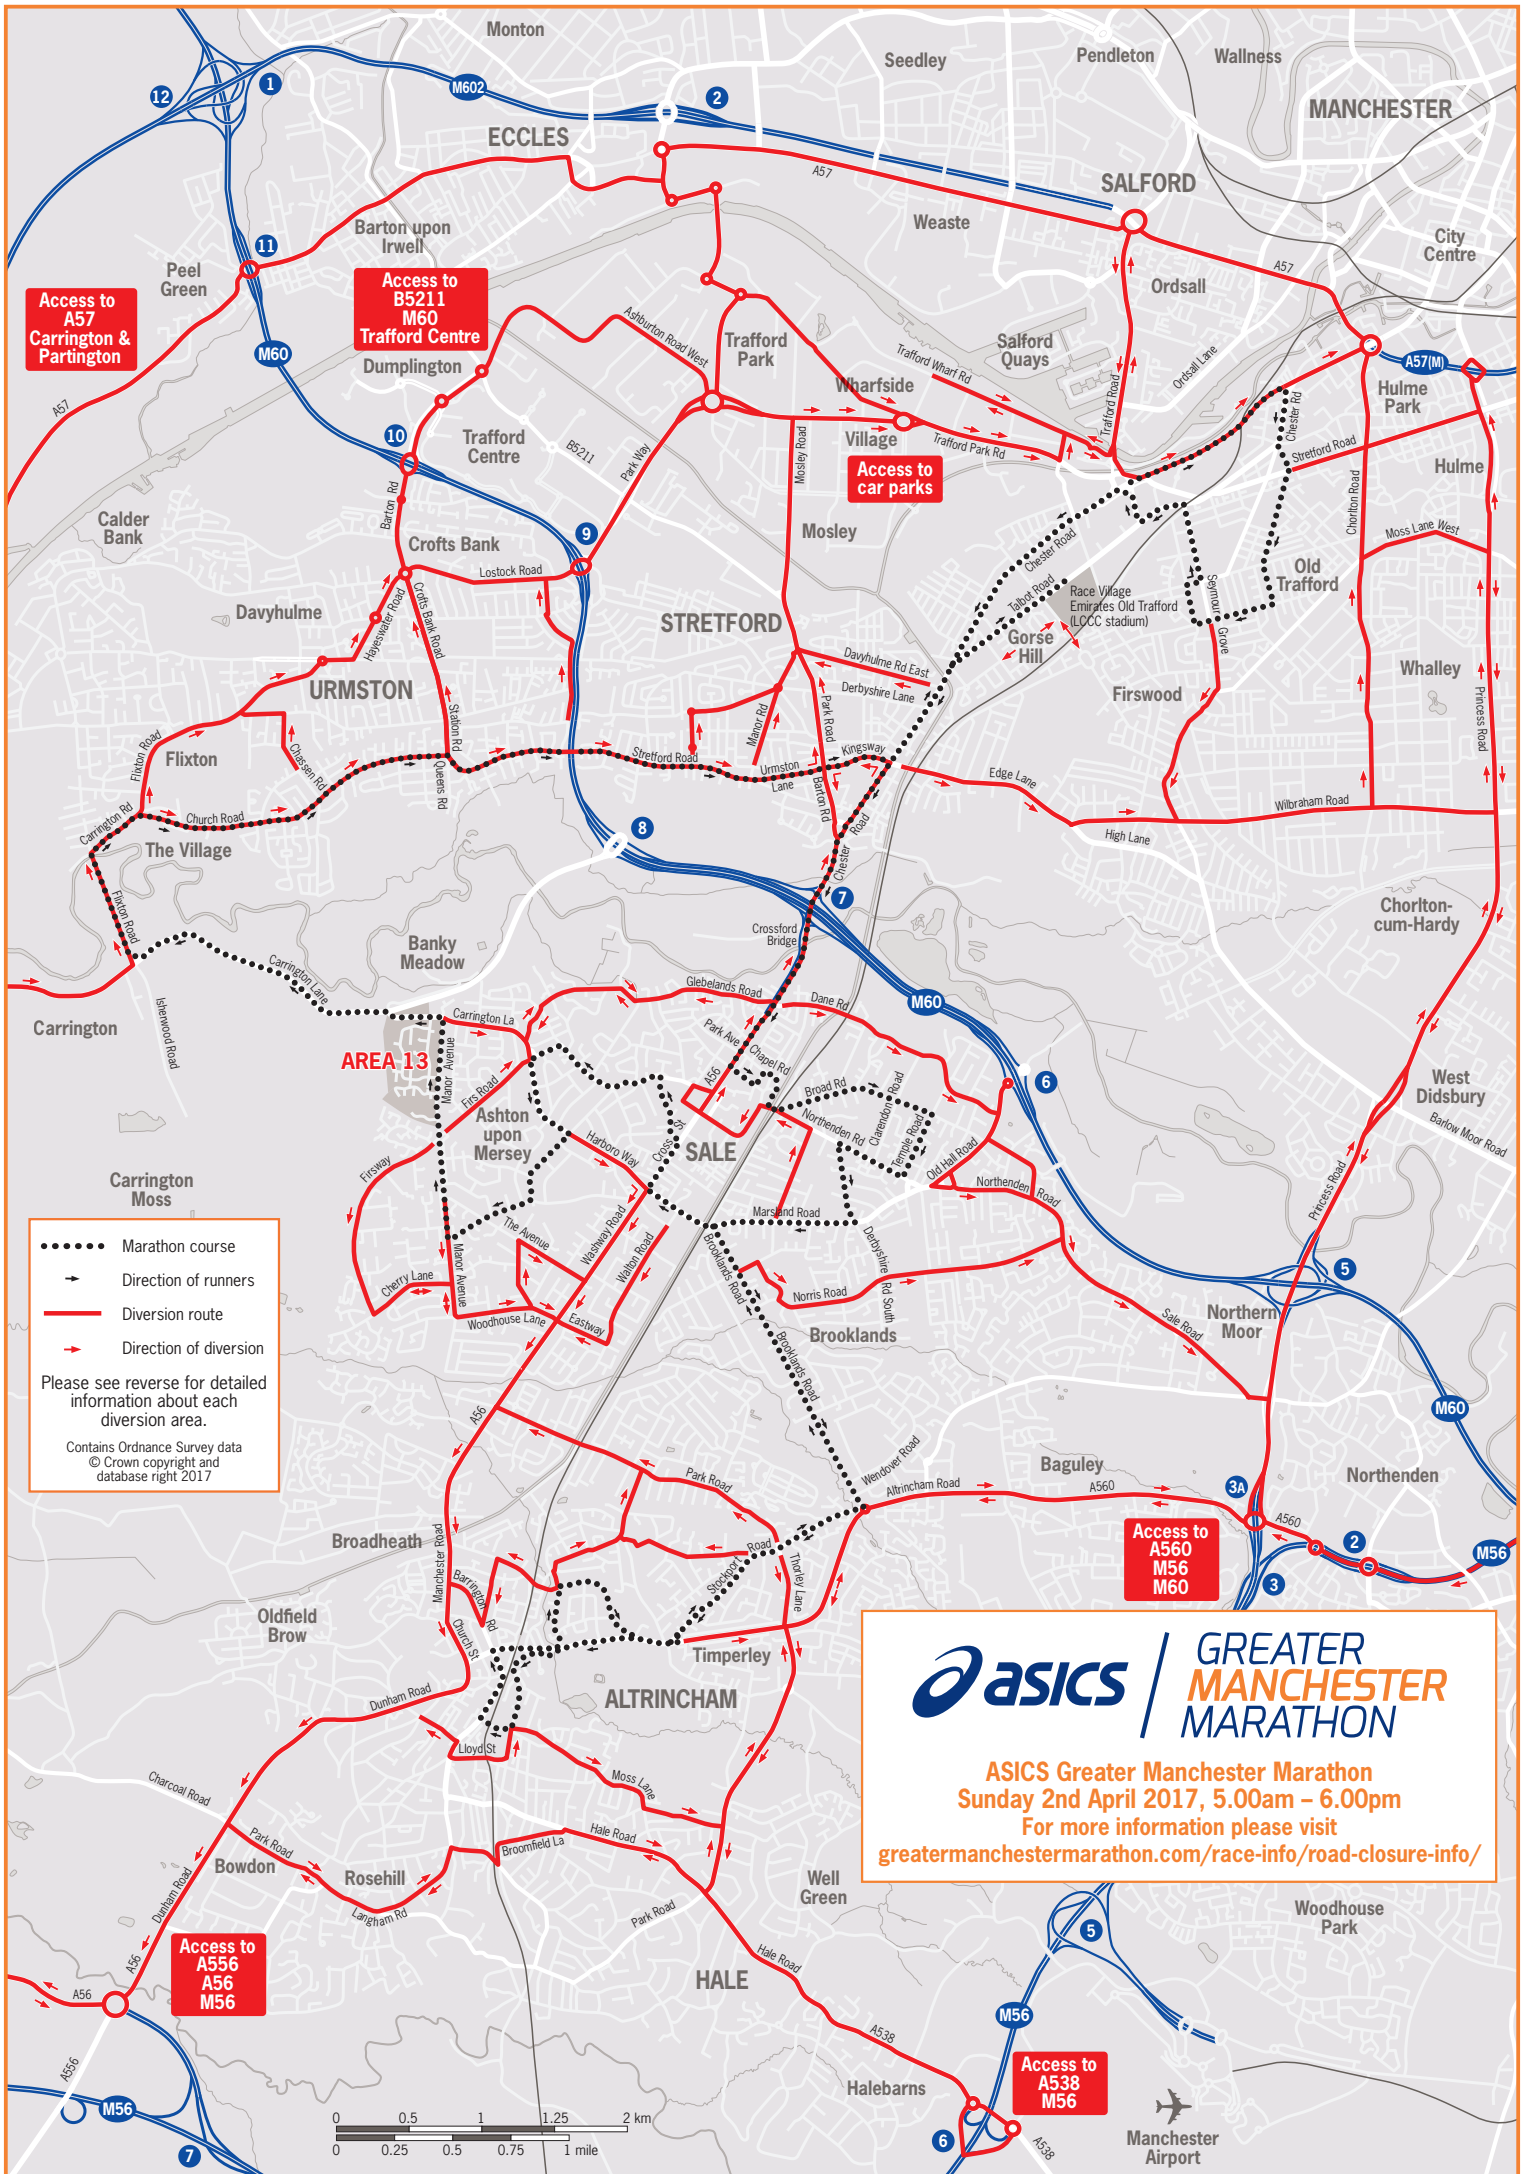 Monton
Seedley
Pendleton
Wallness
12
1
M602
2
MANCHESTER
ECCLES
A57
SALFORD
Weaste
Barton upon
Irwell
City
Centre
11
Peel
Green
A57
Ordsall
Access to
A57
Carrington &
Partington
Access to
B5211
M60
Trafford Centre
Ashburton Road West
Trafford
Park
Salford
Quays
Trafford Wharf Rd
Ordsall Lane
M60
Dumplington
A57(M)
Wharfside
Hulme
Park
A57
Trafford Road
Chester Rd
10
Trafford
Centre
B5211
Park Way
Mosley Road
Village
Trafford Park Rd
Stretford Road
Hulme
Access to
car parks
Barton Rd
Chorlton Road
Calder
Bank
Crofts Bank
9
Mosley
Moss Lane West
Chester Road
Lostock Road
Old
Trafford
Davyhulme
Hayeswater Road
Crofts Bank Road
Talbot Road
Race Village
Emirates Old Trafford
(LCCC stadium)
Seymour
Grove
STRETFORD
Gorse
Hill
Davyhulme Rd East
Derbyshire Lane
Firswood
Whalley
URMSTON
Station Rd
Manor Rd
Park Road
Princess Road
Flixton Road
Flixton
Chassen Rd
Queens Rd
Stretford Road
Urmston
Lane
Kingsway
Edge Lane
Barton Rd
Wilbraham Road
High Lane
Carrington Rd
Church Road
The Village
8
Chester
Road
Flixton Road
7
Chorlton-
cum-Hardy
Crossford
Bridge
Banky
Meadow
Carrington Lane
Glebelands Road
Dane Rd
M60
Carrington
Isherwood Road
Carrington La
Park Ave
Chapel Rd
AREA 13
Manor Avenue
Firs Road
A56
Broad Rd
6
West
Didsbury
Barlow Moor Road
Ashton
upon
Mersey
Northenden Rd
Clarendon Road
Temple Road
Harboro Way
Cross St
SALE
Old Hall Road
Firsway
Northenden Road
Carrington
Moss
Princess Road
Marsland Road
The Avenue
Washway Road
Walton Road
Brooklands Road
Derbyshire
Rd South
Marathon course
Direction of runners
Diversion route
Direction of diversion
Please see reverse for detailed
information about each
diversion area.
Contains Ordnance Survey data
© Crown copyright and
database right 2017
Manor Avenue
Cherry Lane
Woodhouse Lane
Eastway
Norris Road
Brooklands
5
Northern
Moor
Sale Road
Brooklands Road
A56
M60
Wendover Road
Baguley
Northenden
Park Road
Altrincham Road
A560
3A
A560
Access to
A560
M56
M60
2
M56
3
Broadheath
Manchester Road
Stockport
Road
Thorley Lane
Barrington
Rd
Oldfield
Brow
Church St
Timperley
ALTRINCHAM
Dunham Road
Lloyd St
Moss Lane
Charcoal Road
Park Road
Broomfield La
Hale Road
Bowdon
Rosehill
Langham Rd
Dunham Road
Park Road
Well
Green
asics
GREATER
MANCHESTER
MARATHON
ASICS Greater Manchester Marathon
Sunday 2nd April 2017, 5.00am – 6.00pm
For more information please visit
greatermanchestermarathon.com/race-info/road-closure-info/
Woodhouse
Park
5
Access to
A556
A56
M56
A56
A56
HALE
Hale Road
M56
A538
A556
Access to
A538
M56
Halebarns
M56
7
6
A538
Manchester
Airport
0 0.5 1 1.25 2 km
0 0.25 0.5 0.75 1 mile